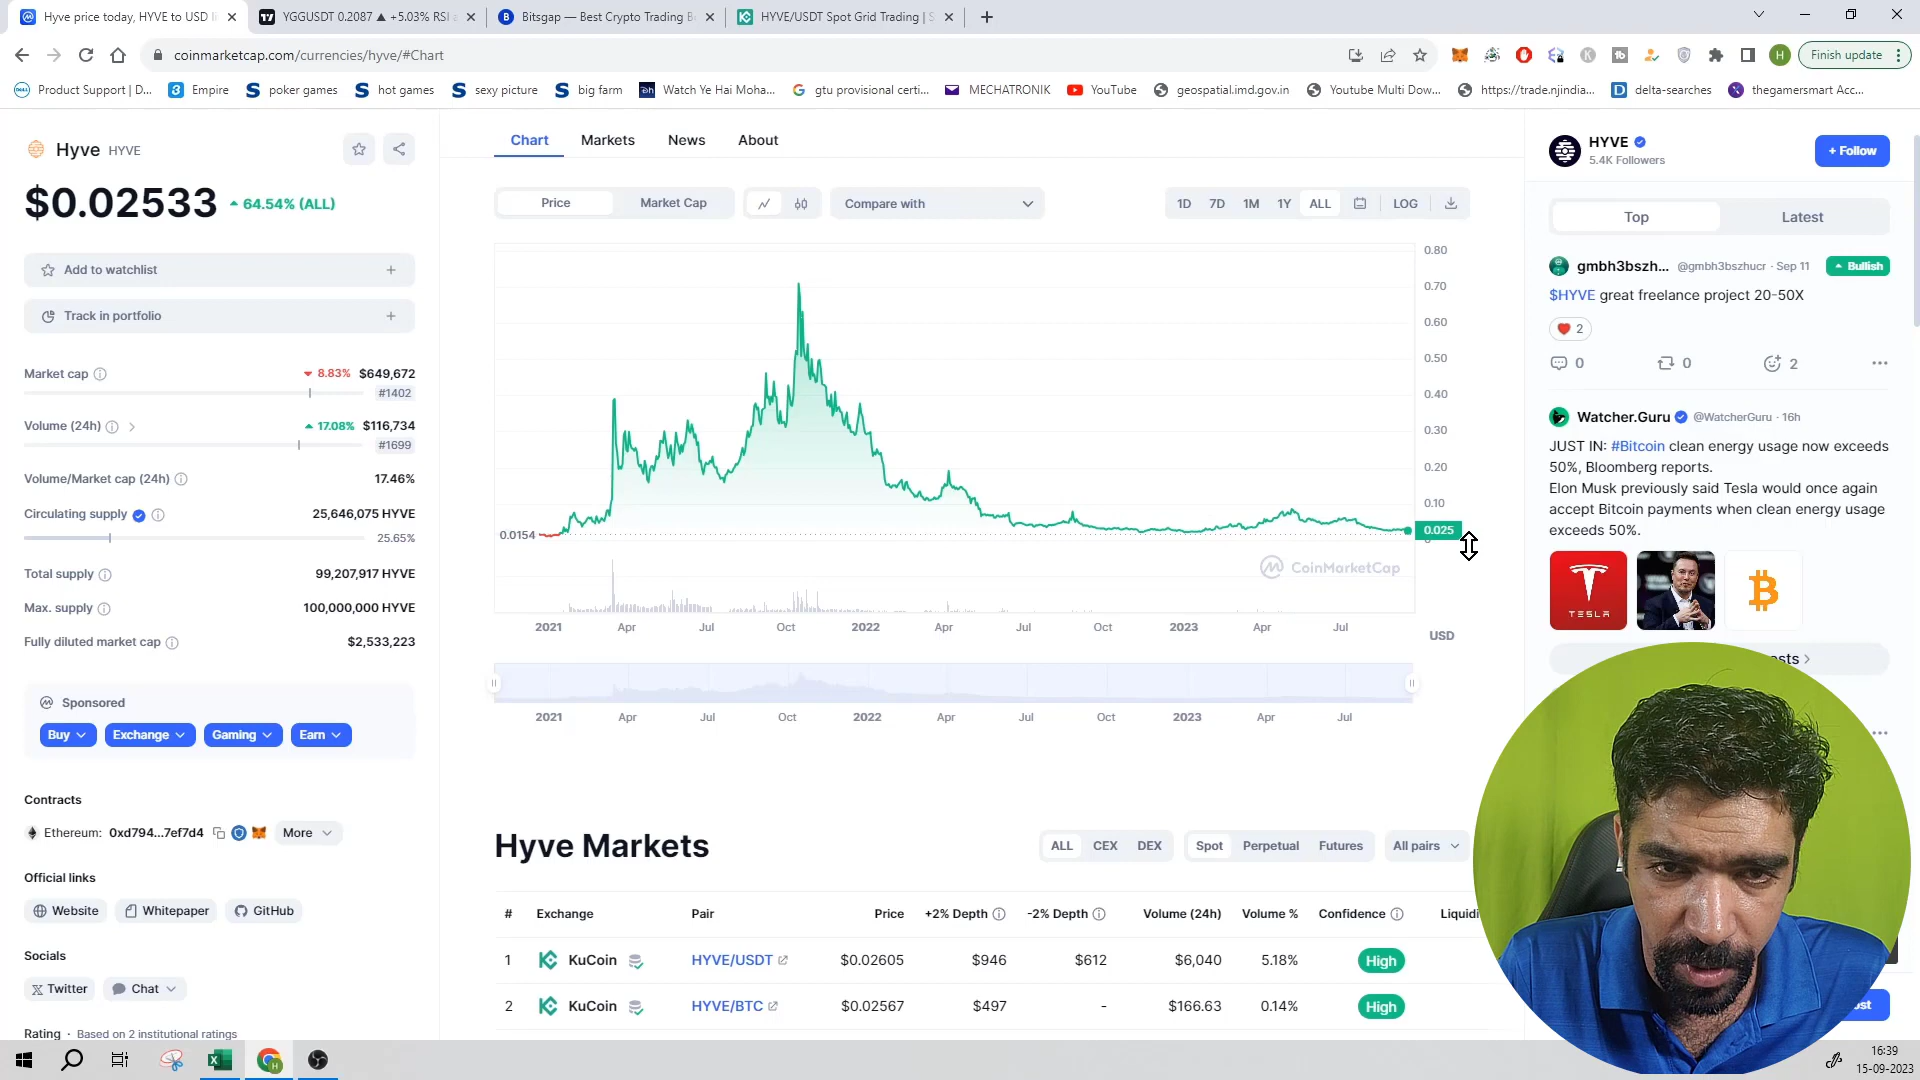 Hyve price today, HYVE to USD li
YGGUSDT 0.2087 ▲ +5.03% RSI
Bitsgap — Best Crypto Trading B
HYVE/USDT Spot Grid Trading | S
coinmarketcap.com/currencies/hyve/#Chart
Finish update
Product Support | D...
Empire
poker games
hot games
sexy picture
big farm
Watch Ye Hai Moha...
gtu provisional certi...
MECHATRONIK
YouTube
geospatial.imd.gov.in
Youtube Multi Dow...
https://trade.njindia...
delta-searches
thegamersmart Acc...
Hyve HYVE
$0.02533 64.54% (ALL)
Add to watchlist
Track in portfolio
Market cap 8.83% $649,672
#1402
Volume (24h) 17.08% $116,734
#1699
Volume/Market cap (24h) 17.46%
Circulating supply 25,646,075 HYVE
25.65%
Total supply 99,207,917 HYVE
Max. supply 100,000,000 HYVE
Fully diluted market cap $2,533,223
Sponsored
Buy Exchange Gaming Earn
Contracts
Ethereum: 0xd794...7ef7d4 More
Official links
Website Whitepaper GitHub
Socials
Twitter Chat
Rating · Based on 2 institutional ratings
Chart Markets News About
Price Market Cap Compare with 1D 7D 1M 1Y ALL LOG
0.80
0.70
0.60
0.50
0.40
0.30
0.20
0.10
0.025
0
0.0154
CoinMarketCap
2021 Apr Jul Oct 2022 Apr Jul Oct 2023 Apr Jul
USD
2021 Apr Jul Oct 2022 Apr Jul Oct 2023 Apr Jul
Hyve Markets ALL CEX DEX Spot Perpetual Futures All pairs
# Exchange Pair Price +2% Depth -2% Depth Volume (24h) Volume % Confidence Liquidi
1 KuCoin HYVE/USDT $0.02605 $946 $612 $6,040 5.18% High
2 KuCoin HYVE/BTC $0.02567 $497 - $166.63 0.14% High
HYVE
5.4K Followers
+ Follow
Top Latest
gmbh3bszh... @gmbh3bszhucr · Sep 11 Bullish
$HYVE great freelance project 20-50X
2
0 0 2
Watcher.Guru @WatcherGuru · 16h
JUST IN: #Bitcoin clean energy usage now exceeds
50%, Bloomberg reports.
Elon Musk previously said Tesla would once again
accept Bitcoin payments when clean energy usage
exceeds 50%.
TESLA
16:39
15-09-2023